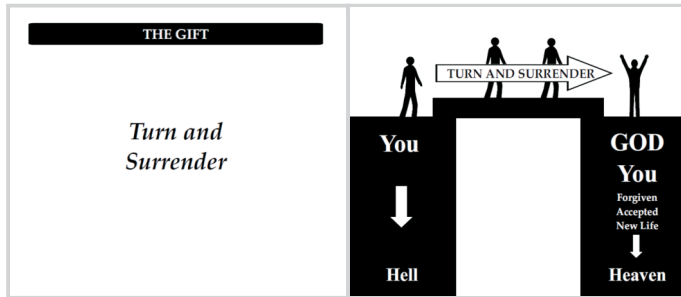 THE GIFT
Turn and
Surrender
TURN AND SURRENDER
You
Hell
GOD
You
Forgiven
Accepted
New Life
Heaven